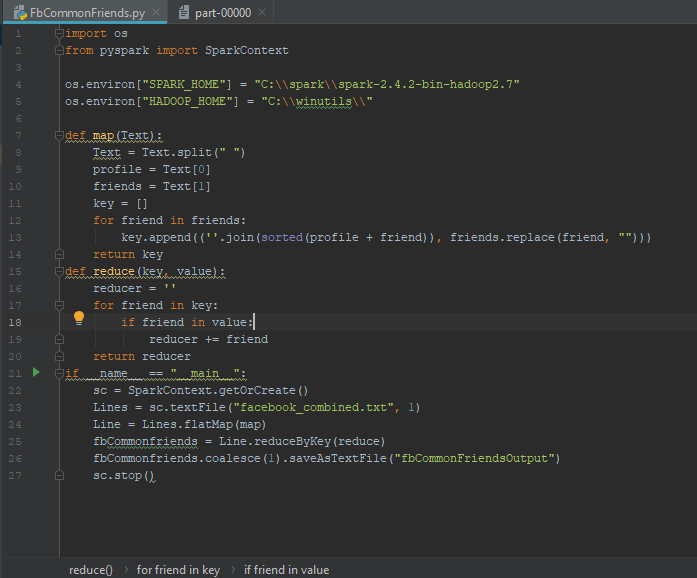 FbCommonFriends.py × part-00000 ×
1 import os
2 from pyspark import SparkContext
3
4 os.environ["SPARK_HOME"] = "C:\\spark\\spark-2.4.2-bin-hadoop2.7"
5 os.environ["HADOOP_HOME"] = "C:\\winutils\\"
6
7 def map(Text):
8     Text = Text.split(" ")
9     profile = Text[0]
10     friends = Text[1]
11     key = []
12     for friend in friends:
13         key.append((''.join(sorted(profile + friend)), friends.replace(friend, "")))
14     return key
15 def reduce(key, value):
16     reducer = ''
17     for friend in key:
18         if friend in value:
19             reducer += friend
20     return reducer
21 if __name__ == "__main__":
22     sc = SparkContext.getOrCreate()
23     Lines = sc.textFile("facebook_combined.txt", 1)
24     Line = Lines.flatMap(map)
25     fbCommonfriends = Line.reduceByKey(reduce)
26     fbCommonfriends.coalesce(1).saveAsTextFile("fbCommonFriendsOutput")
27     sc.stop()
reduce() › for friend in key › if friend in value